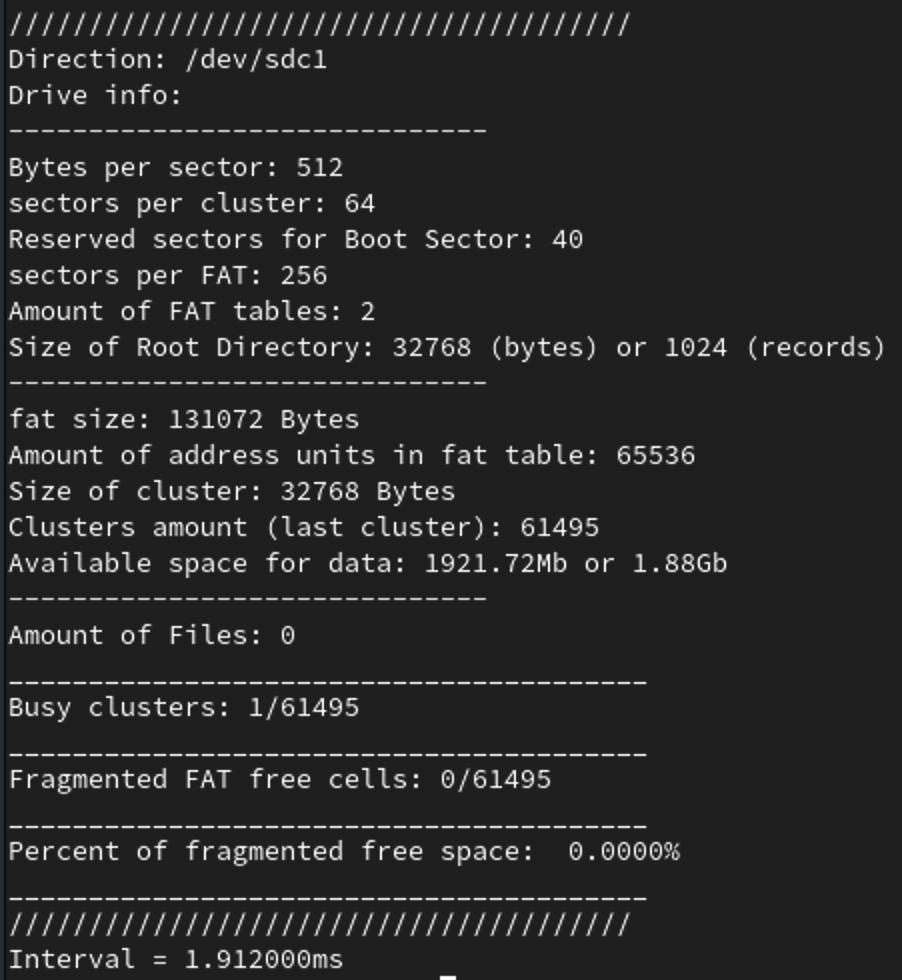 ///////////////////////////////////////
Direction: /dev/sdc1
Drive info:
------------------------------
Bytes per sector: 512
sectors per cluster: 64
Reserved sectors for Boot Sector: 40
sectors per FAT: 256
Amount of FAT tables: 2
Size of Root Directory: 32768 (bytes) or 1024 (records)
------------------------------
fat size: 131072 Bytes
Amount of address units in fat table: 65536
Size of cluster: 32768 Bytes
Clusters amount (last cluster): 61495
Available space for data: 1921.72Mb or 1.88Gb
------------------------------
Amount of Files: 0
________________________________________
Busy clusters: 1/61495
________________________________________
Fragmented FAT free cells: 0/61495
________________________________________
Percent of fragmented free space:  0.0000%
________________________________________
///////////////////////////////////////
Interval = 1.912000ms